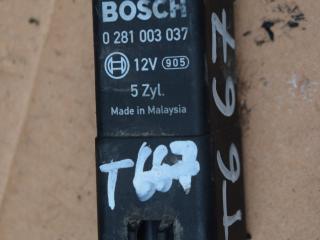 BOSCH
0 281 003 037
12V 905
5 Zyl.
Made in Malaysia
T667
T667